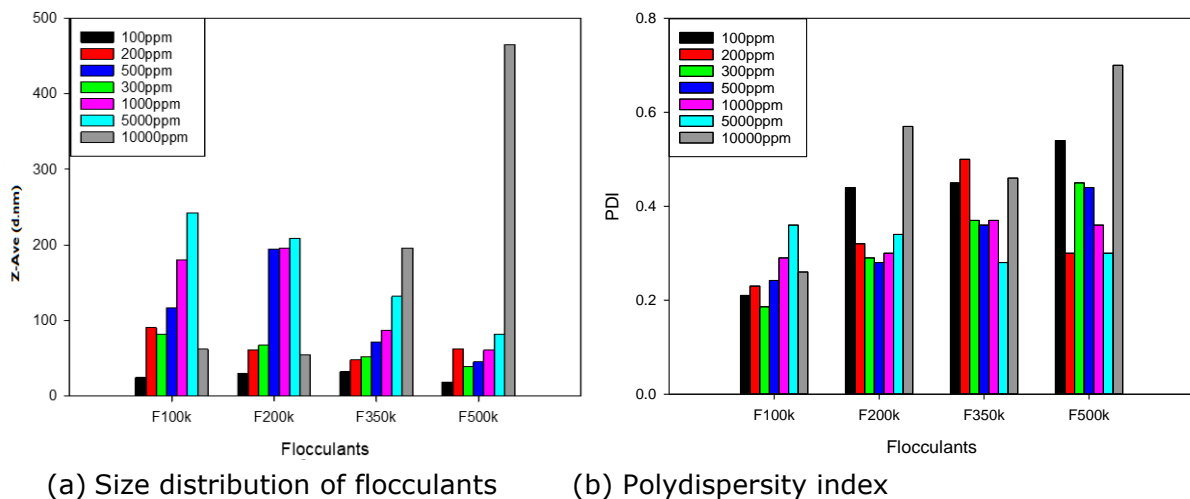 500
400
300
200
100
0
Z-Ave (d.nm)
100ppm
200ppm
500ppm
300ppm
1000ppm
5000ppm
10000ppm
F100k F200k F350k F500k
Flocculants
0.8
0.6
0.4
0.2
0.0
PDI
100ppm
200ppm
300ppm
500ppm
1000ppm
5000ppm
10000ppm
F100k F200k F350k F500k
Flocculants
(a) Size distribution of flocculants
(b) Polydispersity index